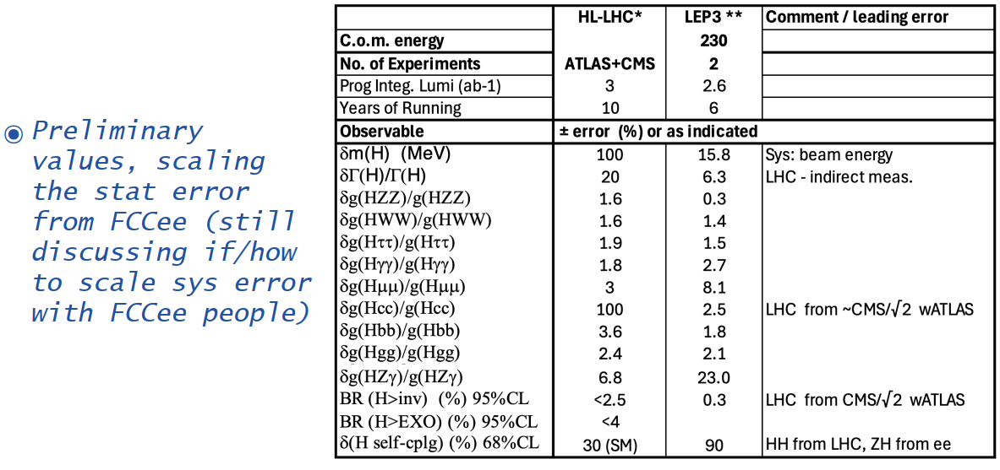 ◉ Preliminary
values, scaling
the stat error
from FCCee (still
discussing if/how
to scale sys error
with FCCee people)
HL-LHC* LEP3 ** Comment / leading error
C.o.m. energy 230
No. of Experiments ATLAS+CMS 2
Prog Integ. Lumi (ab-1) 3 2.6
Years of Running 10 6
Observable ± error (%) or as indicated
δm(H) (MeV) 100 15.8 Sys: beam energy
δΓ(H)/Γ(H) 20 6.3 LHC - indirect meas.
δg(HZZ)/g(HZZ) 1.6 0.3
δg(HWW)/g(HWW) 1.6 1.4
δg(Hττ)/g(Hττ) 1.9 1.5
δg(Hγγ)/g(Hγγ) 1.8 2.7
δg(Hμμ)/g(Hμμ) 3 8.1
δg(Hcc)/g(Hcc) 100 2.5 LHC from ~CMS/√2 wATLAS
δg(Hbb)/g(Hbb) 3.6 1.8
δg(Hgg)/g(Hgg) 2.4 2.1
δg(HZγ)/g(HZγ) 6.8 23.0
BR (H>inv) (%) 95%CL <2.5 0.3 LHC from CMS/√2 wATLAS
BR (H>EXO) (%) 95%CL <4
δ(H self-cplg) (%) 68%CL 30 (SM) 90 HH from LHC, ZH from ee